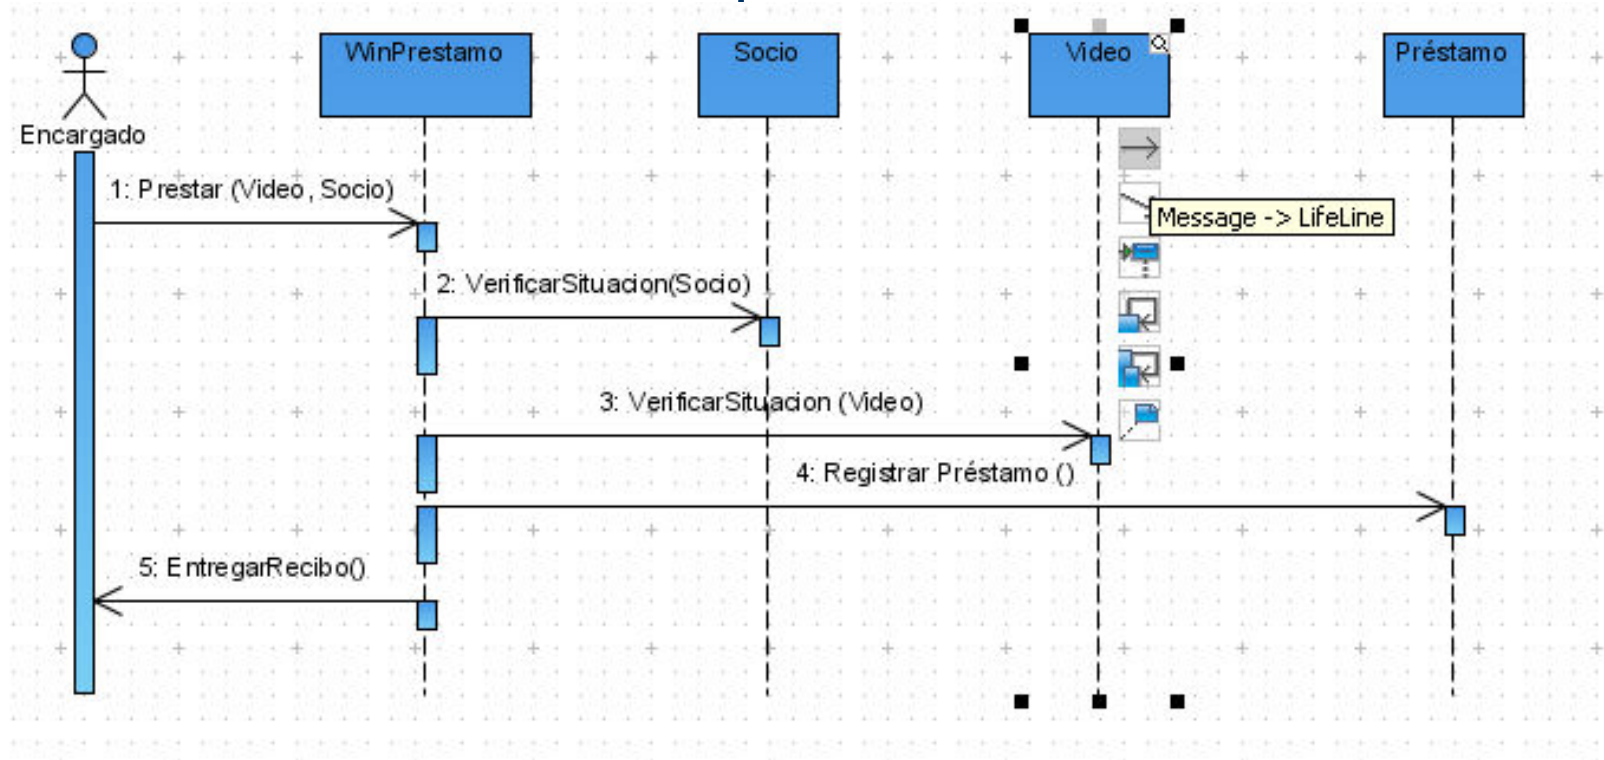 WinPrestamo
Socio
Video
Préstamo
Encargado
1: Prestar (Video, Socio)
Message -> LifeLine
2: VerificarSituacion(Socio)
3: VerificarSituacion (Video)
4: Registrar Préstamo ()
5: EntregarRecibo()